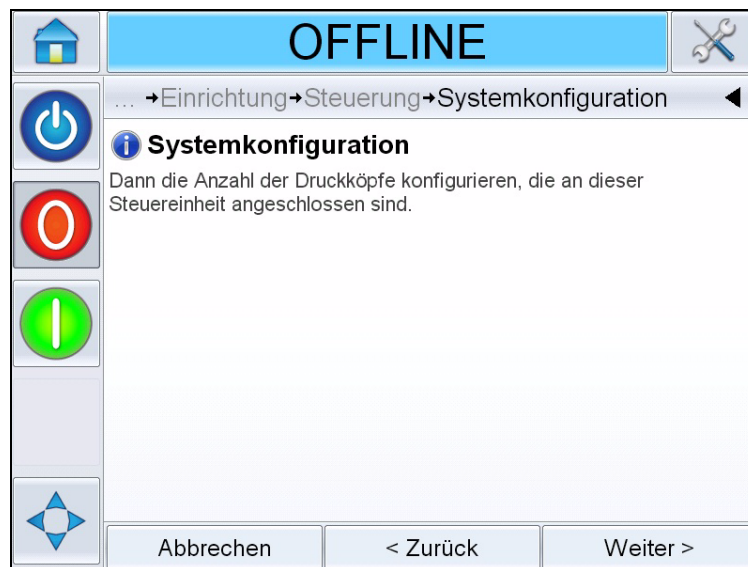 OFFLINE
... →Einrichtung→Steuerung→Systemkonfiguration
Systemkonfiguration
Dann die Anzahl der Druckköpfe konfigurieren, die an dieser
Steuereinheit angeschlossen sind.
Abbrechen
< Zurück
Weiter >